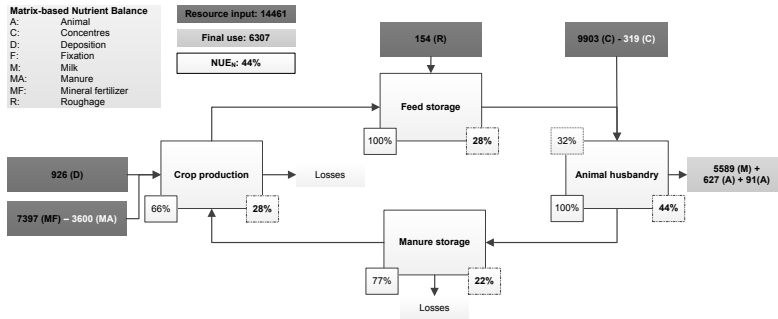 Matrix-based Nutrient Balance
A: Animal
C: Concentres
D: Deposition
F: Fixation
M: Milk
MA: Manure
MF: Mineral fertilizer
R: Roughage
Resource input: 14461
Final use: 6307
NUEN: 44%
154 (R)
9903 (C) - 319 (C)
Feed storage
100%
28%
926 (D)
7397 (MF) – 3600 (MA)
Crop production
66%
28%
Losses
32%
Animal husbandry
100%
44%
5589 (M) +
627 (A) + 91(A)
Manure storage
77%
22%
Losses